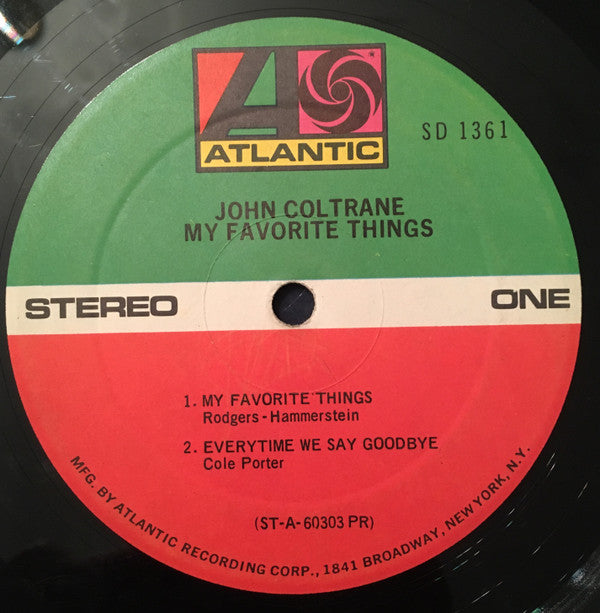 ATLANTIC
SD 1361
JOHN COLTRANE
MY FAVORITE THINGS
STEREO
ONE
1. MY FAVORITE THINGS
Rodgers-Hammerstein
2. EVERYTIME WE SAY GOODBYE
Cole Porter
(ST-A-60303 PR)
MFG. BY ATLANTIC RECORDING CORP., 1841 BROADWAY, NEW YORK, N.Y.